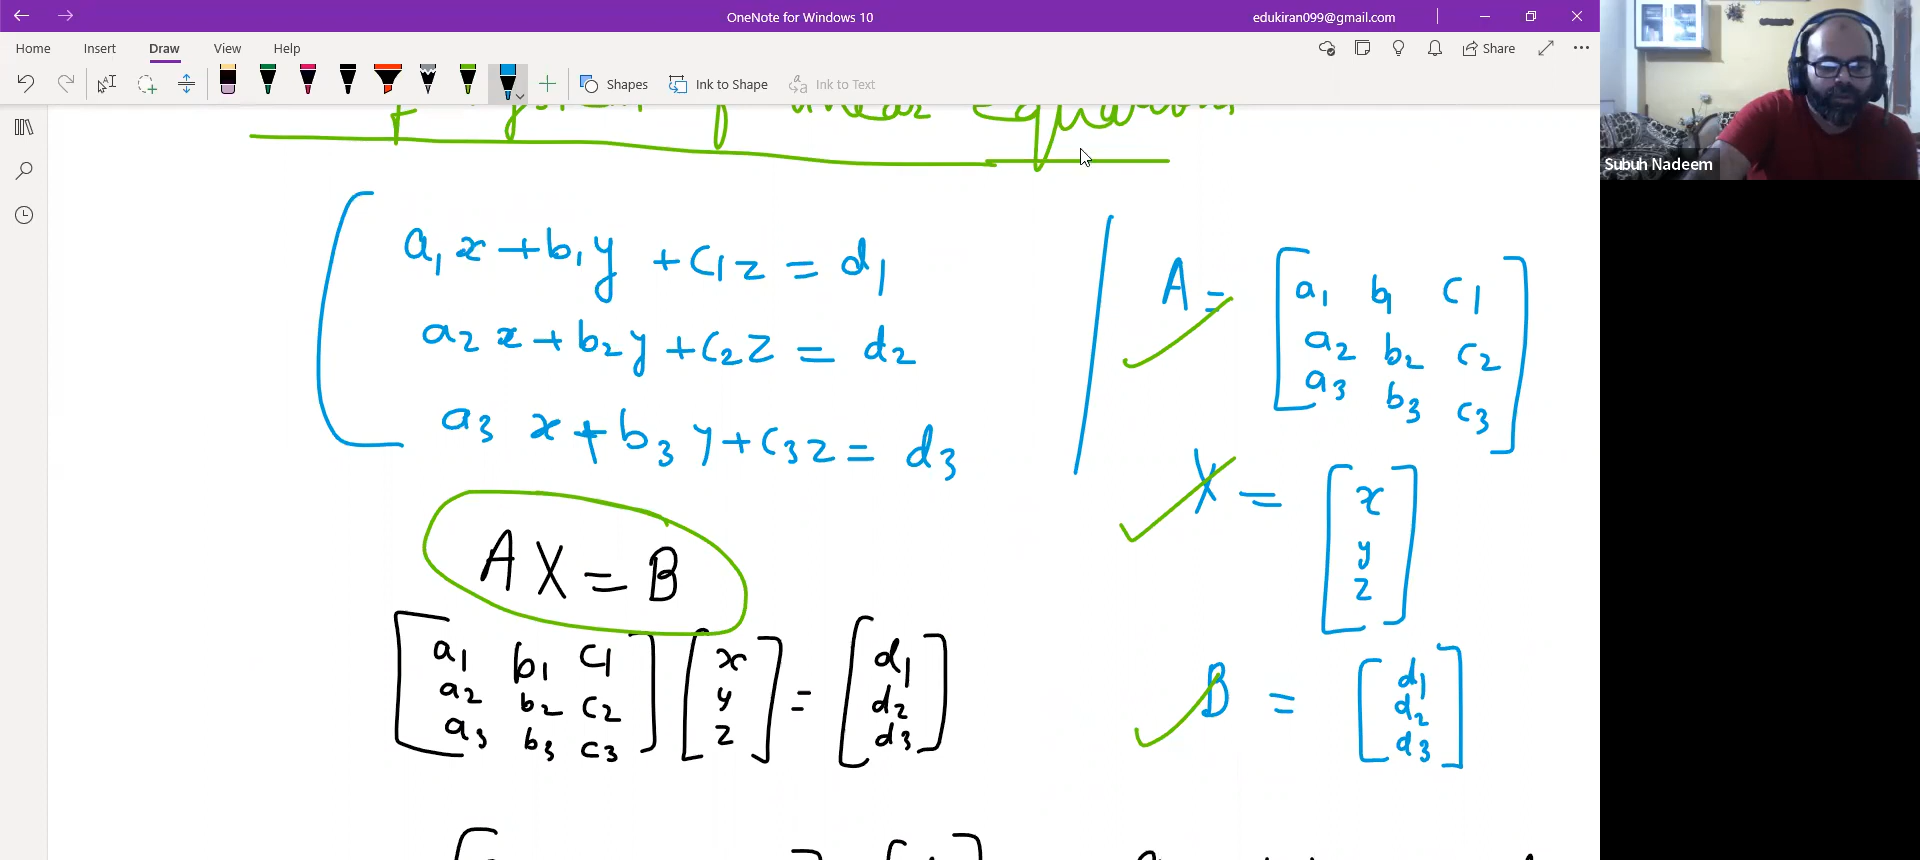 OneNote for Windows 10
edukiran099@gmail.com
Home Insert Draw View Help
Share
Shapes Ink to Shape Ink to Text
linear equations
Subuh Nadeem
a₁x + b₁y + c₁z = d₁
a₂x + b₂y + c₂z = d₂
a₃x + b₃y + c₃z = d₃
A = [a₁ b₁ c₁
a₂ b₂ c₂
a₃ b₃ c₃]
X = [x
y
z]
B = [d₁
d₂
d₃]
AX = B
[a₁ b₁ c₁] [x] = [d₁]
[a₂ b₂ c₂] [y] [d₂]
[a₃ b₃ c₃] [z] [d₃]